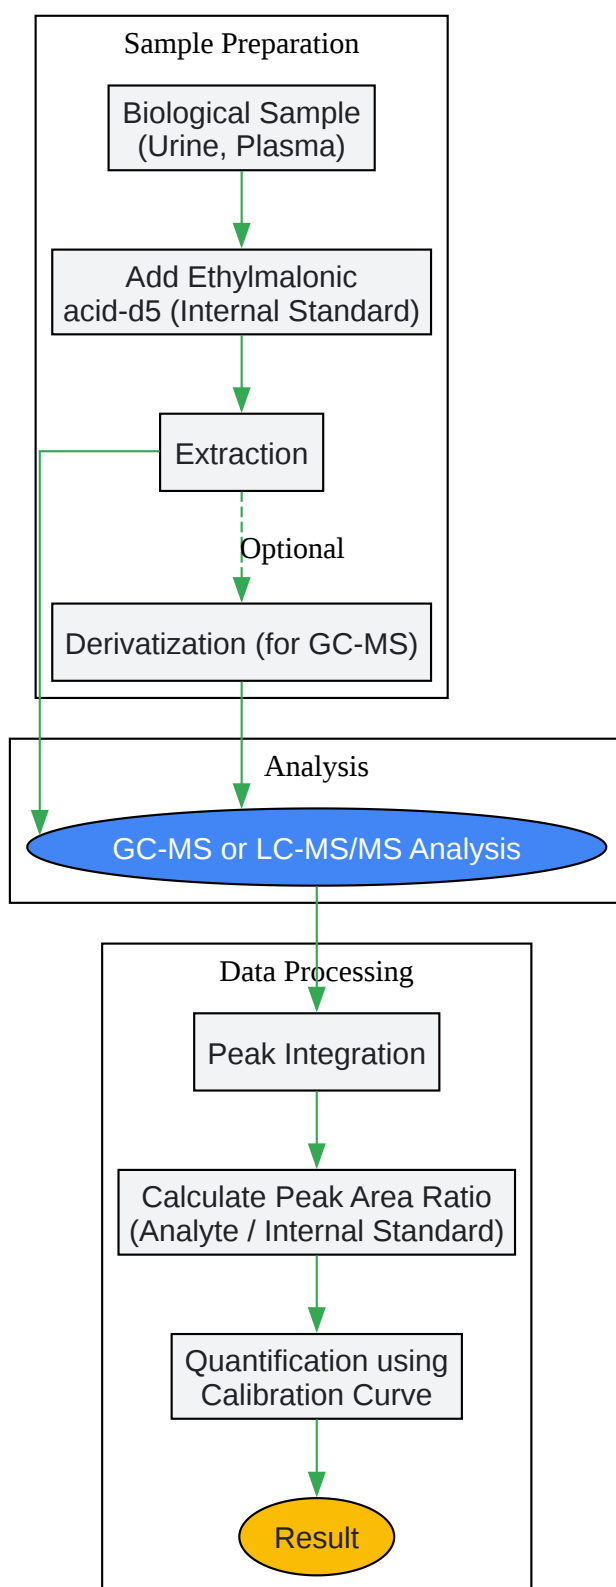 Sample Preparation
Biological Sample
(Urine, Plasma)
Add Ethylmalonic
acid-d5 (Internal Standard)
Extraction
Optional
Derivatization (for GC-MS)
Analysis
GC-MS or LC-MS/MS Analysis
Data Processing
Peak Integration
Calculate Peak Area Ratio
(Analyte / Internal Standard)
Quantification using
Calibration Curve
Result